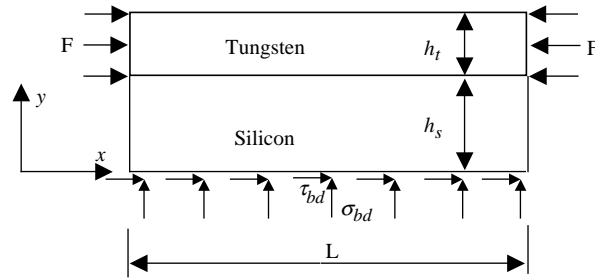 F
Tungsten
h_t
F
y
h_s
Silicon
x
τ_bd
σ_bd
L